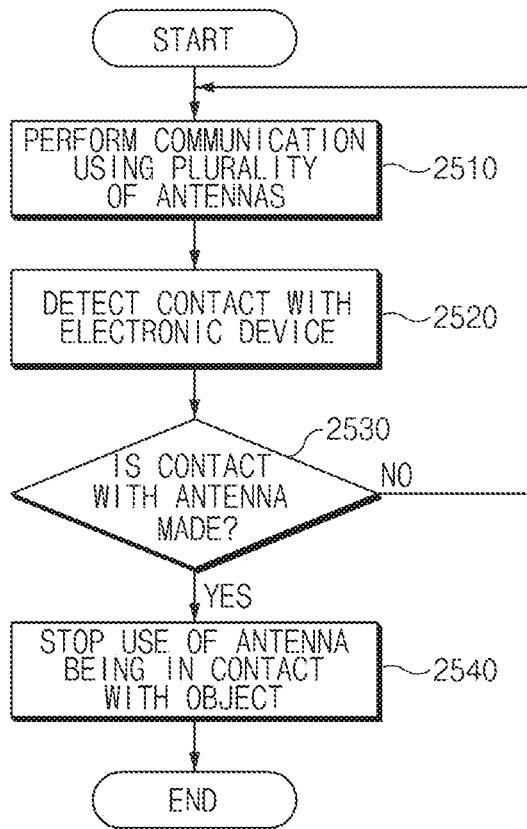 START
PERFORM COMMUNICATION
USING PLURALITY
OF ANTENNAS
2510
DETECT CONTACT WITH
ELECTRONIC DEVICE
2520
2530
IS CONTACT
WITH ANTENNA
MADE?
NO
YES
STOP USE OF ANTENNA
BEING IN CONTACT
WITH OBJECT
2540
END